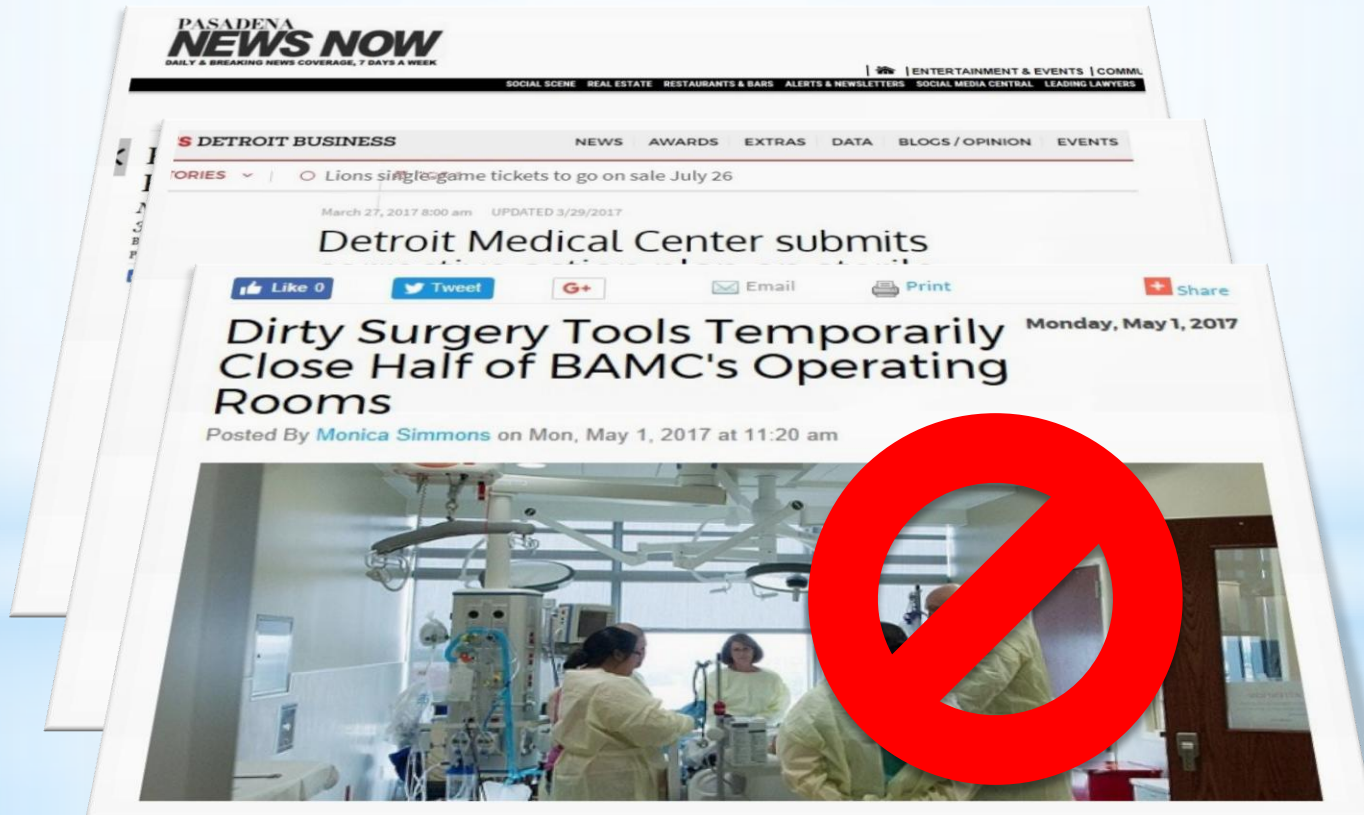 PASADENA
NEWS NOW
DAILY & BREAKING NEWS COVERAGE, 7 DAYS A WEEK
| ENTERTAINMENT & EVENTS | COMMU
SOCIAL SCENE REAL ESTATE RESTAURANTS & BARS ALERTS & NEWSLETTERS SOCIAL MEDIA CENTRAL LEADING LAWYERS
S DETROIT BUSINESS NEWS AWARDS EXTRAS DATA BLOGS / OPINION EVENTS
TORIES Lions single-game tickets to go on sale July 26
March 27, 2017 8:00 am UPDATED 3/29/2017
Detroit Medical Center submits
Like 0 Tweet G+ Email Print Share
Dirty Surgery Tools Temporarily Monday, May 1, 2017
Close Half of BAMC's Operating
Rooms
Posted By Monica Simmons on Mon, May 1, 2017 at 11:20 am